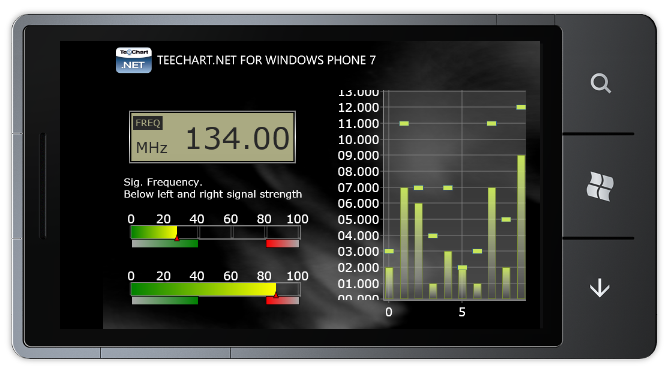 TeeChart
.NET
TEECHART.NET FOR WINDOWS PHONE 7
FREQ
MHz
134.00
Sig. Frequency.
Below left and right signal strength
0 20 40 60 80 100
0 20 40 60 80 100
13.000
12.000
11.000
10.000
09.000
08.000
07.000
06.000
05.000
04.000
03.000
02.000
01.000
00.000
0 5